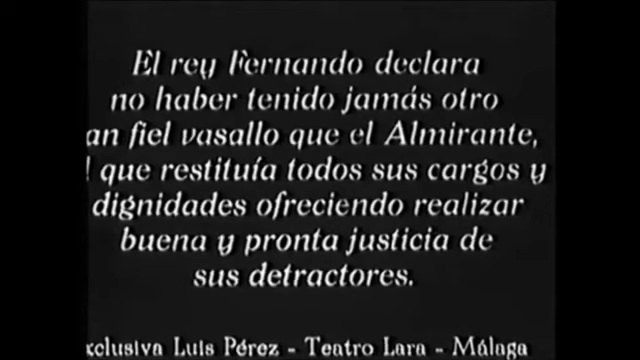 El rey Fernando declara
no haber tenido jamás otro
an fiel vasallo que el Almirante,
l que restituía todos sus cargos y
dignidades ofreciendo realizar
buena y pronta justicia de
sus detractores.
xclusiva Luis Pérez - Teatro Lara - Málaga